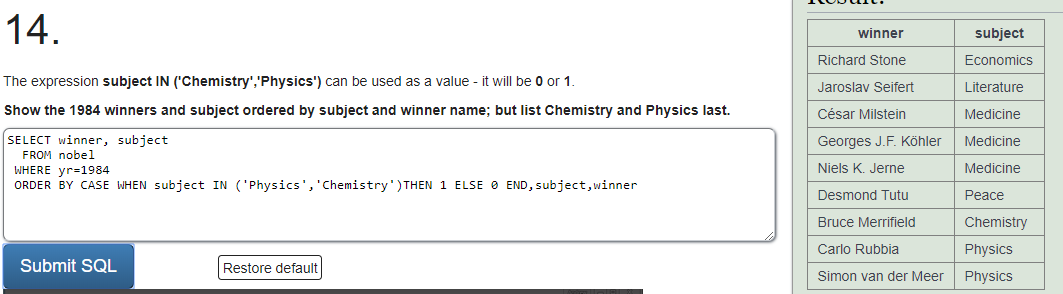 14.
The expression subject IN ('Chemistry','Physics') can be used as a value - it will be 0 or 1.
Show the 1984 winners and subject ordered by subject and winner name; but list Chemistry and Physics last.
SELECT winner, subject
FROM nobel
WHERE yr=1984
ORDER BY CASE WHEN subject IN ('Physics','Chemistry')THEN 1 ELSE 0 END,subject,winner
Submit SQL
Restore default
Result:
winner subject
Richard Stone Economics
Jaroslav Seifert Literature
César Milstein Medicine
Georges J.F. Köhler Medicine
Niels K. Jerne Medicine
Desmond Tutu Peace
Bruce Merrifield Chemistry
Carlo Rubbia Physics
Simon van der Meer Physics